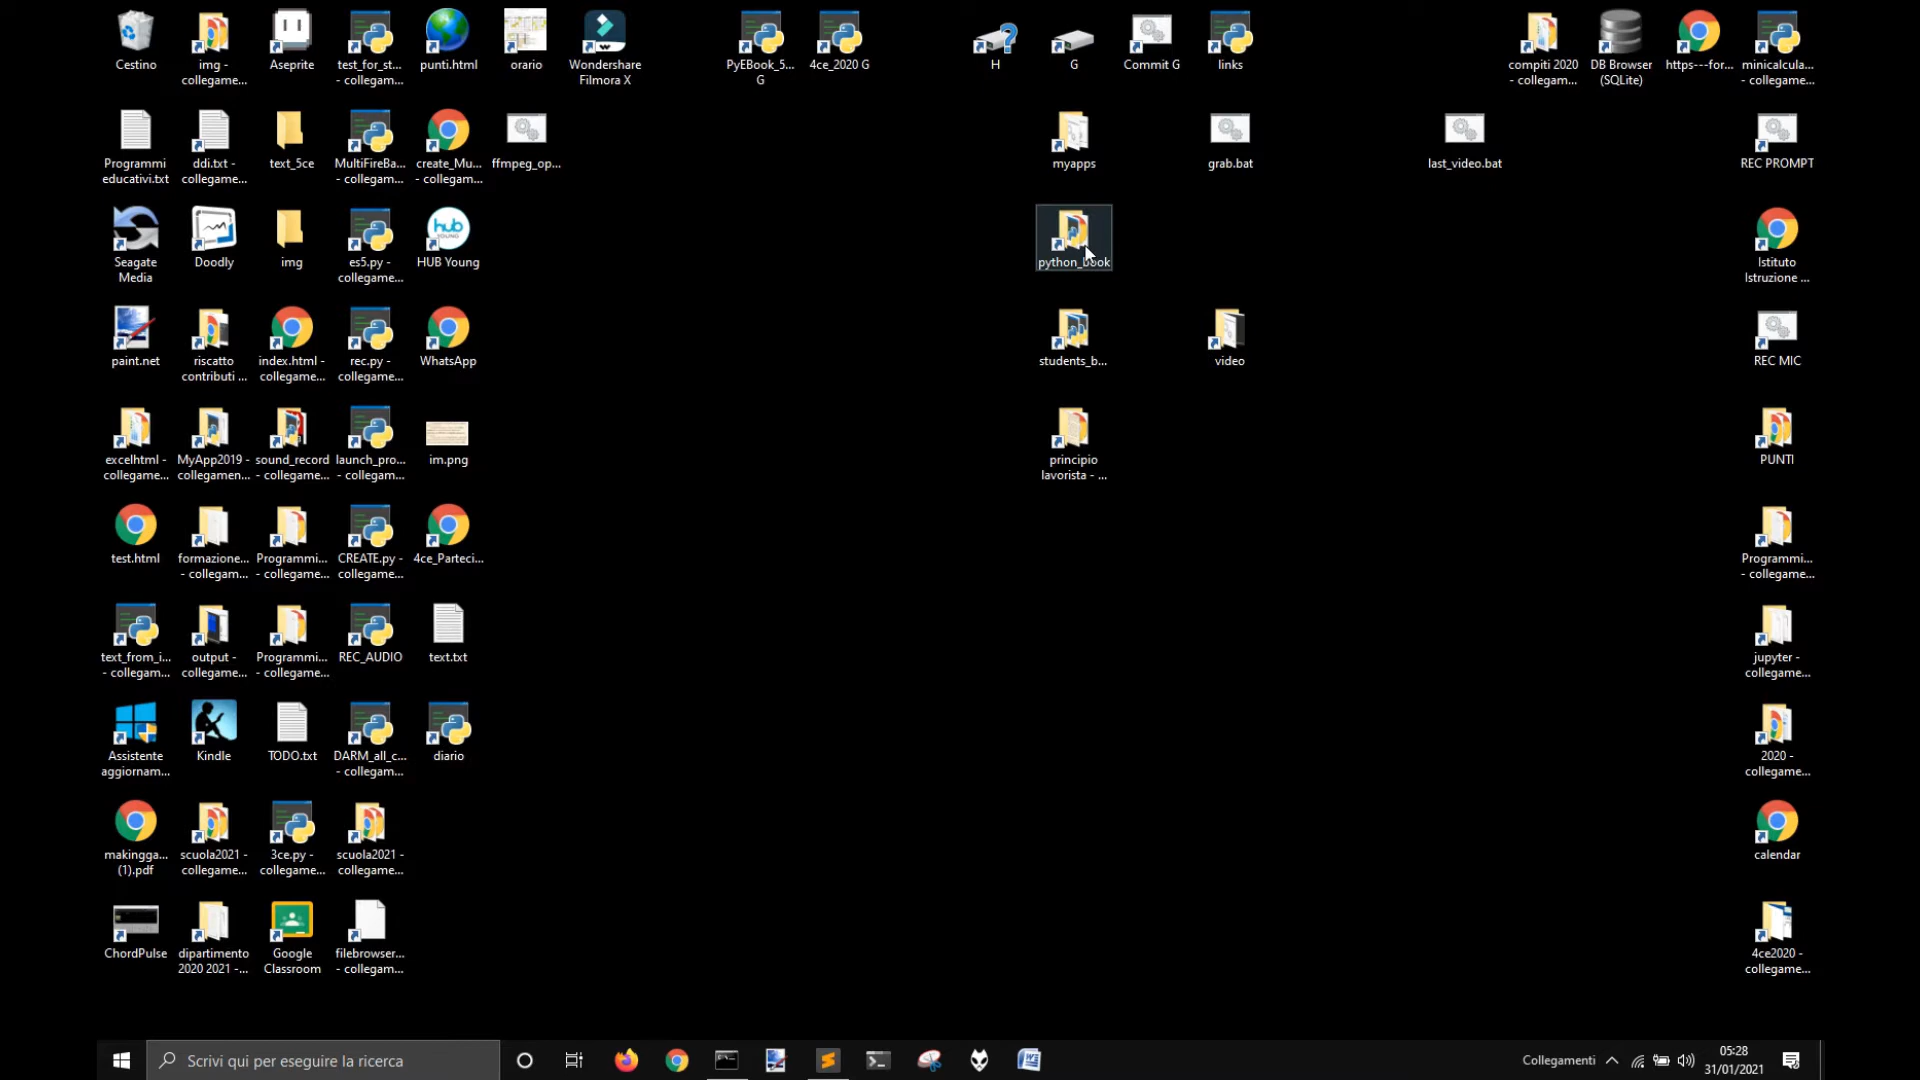 Cestino
img -
collegame...
Aseprite
test_for_st...
- collegam...
punti.html
orario
Wondershare
Filmora X
PyEBook_5...
G
4ce_2020 G
H
G
Commit G
links
compiti 2020
- collegam...
DB Browser
(SQLite)
https---for...
minicalcula...
- collegame...
Programmi
educativi.txt
ddi.txt -
collegame...
text_5ce
MultiFireBa...
- collegam...
create_Mu...
- collegam...
ffmpeg_op...
myapps
grab.bat
last_video.bat
REC PROMPT
Seagate
Media
Doodly
img
es5.py -
collegame...
hub
YOUNG
HUB Young
python_book
Istituto
Istruzione ...
paint.net
riscatto
contributi ...
index.html -
collegame...
rec.py -
collegame...
WhatsApp
students_b...
video
REC MIC
excelhtml -
collegame...
MyApp2019 -
collegamen...
sound_record
- collegame...
launch_pro...
- collegame...
im.png
principio
lavorista - ...
PUNTI
test.html
formazione...
- collegam...
Programmi...
- collegame...
CREATE.py -
collegame...
4ce_Parteci...
Programmi...
- collegame...
text_from_i...
- collegam...
output -
collegame...
Programmi...
- collegame...
REC_AUDIO
text.txt
jupyter -
collegame...
Assistente
aggiornam...
Kindle
TODO.txt
DARM_all_c...
- collegam...
diario
2020 -
collegame...
makingga...
(1).pdf
scuola2021 -
collegame...
3ce.py -
collegame...
scuola2021 -
collegame...
calendar
ChordPulse
dipartimento
2020 2021 -...
Google
Classroom
filebrowser...
- collegam...
4ce2020 -
collegame...
Scrivi qui per eseguire la ricerca
Collegamenti
05:28
31/01/2021